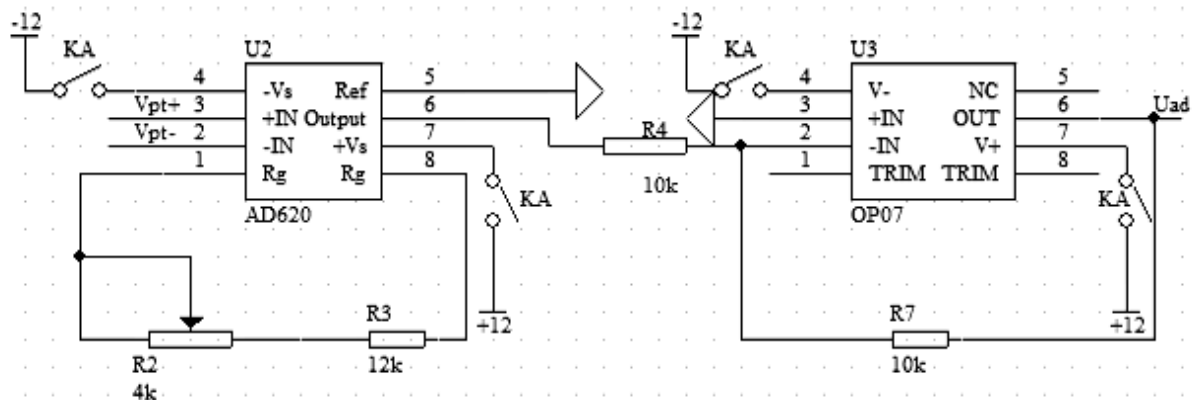 -12
KA
U2
4
3
2
1
Vpt+
Vpt-
-Vs
+IN
-IN
Rg
Ref
Output
+Vs
Rg
5
6
7
8
AD620
KA
+12
R2
4k
R3
12k
R4
10k
-12
KA
U3
4
3
2
1
V-
+IN
-IN
TRIM
NC
OUT
V+
TRIM
5
6
7
8
OP07
Uad
KA
+12
R7
10k